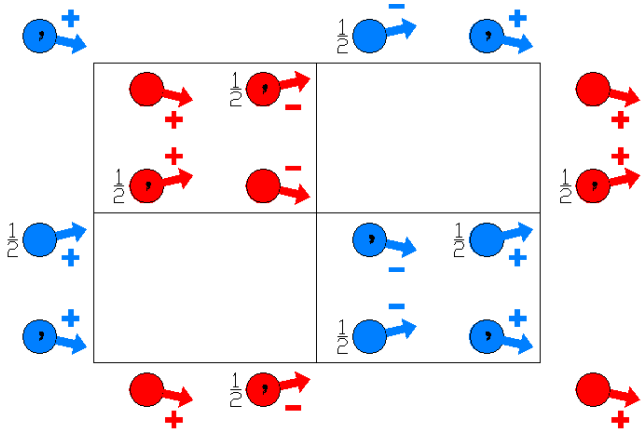 , + 1/2 − , +
+ 1/2 , − +
1/2 , + − 1/2 , +
1/2 + , − 1/2 +
, + 1/2 − , +
+ 1/2 , − +